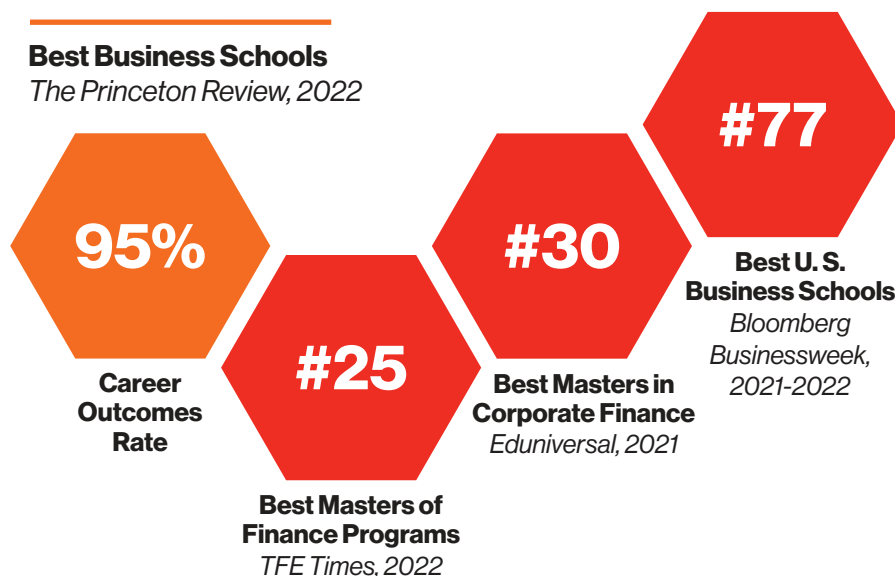 Best Business Schools
The Princeton Review, 2022
95%
Career
Outcomes
Rate
#25
Best Masters of
Finance Programs
TFE Times, 2022
#30
Best Masters in
Corporate Finance
Eduniversal, 2021
#77
Best U. S.
Business Schools
Bloomberg
Businessweek,
2021-2022